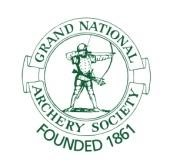 GRAND NATIONAL
ARCHERY SOCIETY
FOUNDED 1861